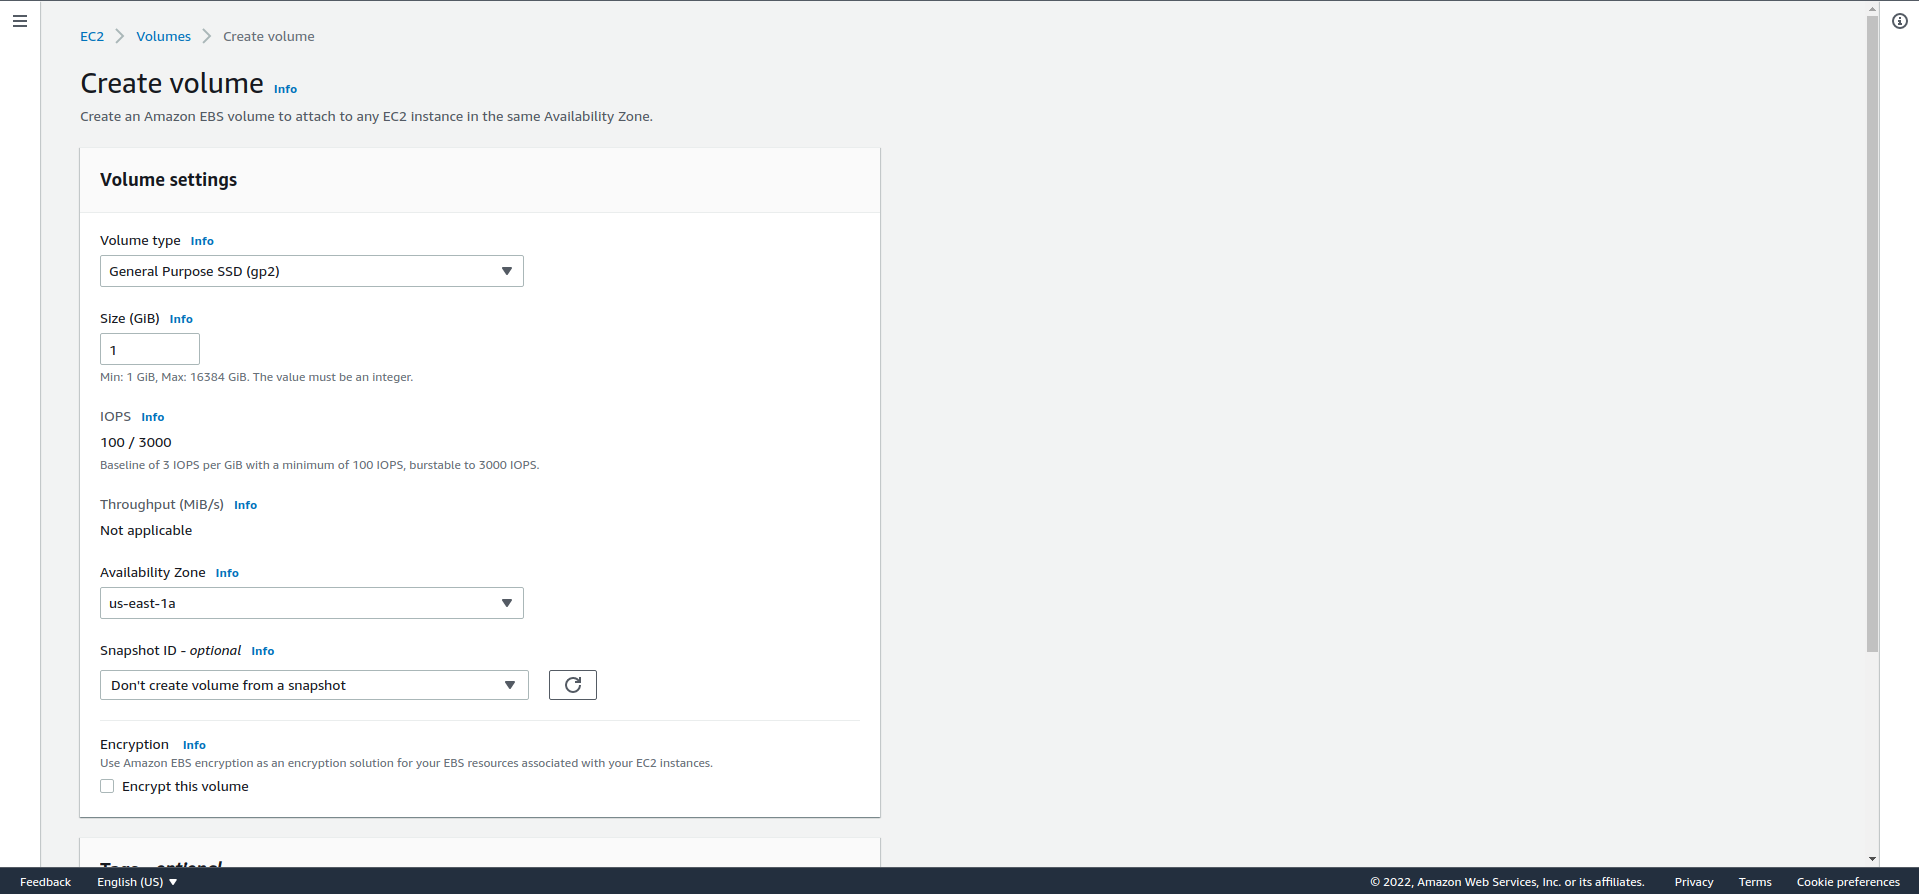 EC2 Volumes Create volume
Create volume Info
Create an Amazon EBS volume to attach to any EC2 instance in the same Availability Zone.
Volume settings
Volume type Info
General Purpose SSD (gp2)
Size (GiB) Info
1
Min: 1 GiB, Max: 16384 GiB. The value must be an integer.
IOPS Info
100 / 3000
Baseline of 3 IOPS per GiB with a minimum of 100 IOPS, burstable to 3000 IOPS.
Throughput (MiB/s) Info
Not applicable
Availability Zone Info
us-east-1a
Snapshot ID - optional Info
Don't create volume from a snapshot
Encryption Info
Use Amazon EBS encryption as an encryption solution for your EBS resources associated with your EC2 instances.
Encrypt this volume
Tags - optional
Feedback English (US) © 2022, Amazon Web Services, Inc. or its affiliates. Privacy Terms Cookie preferences